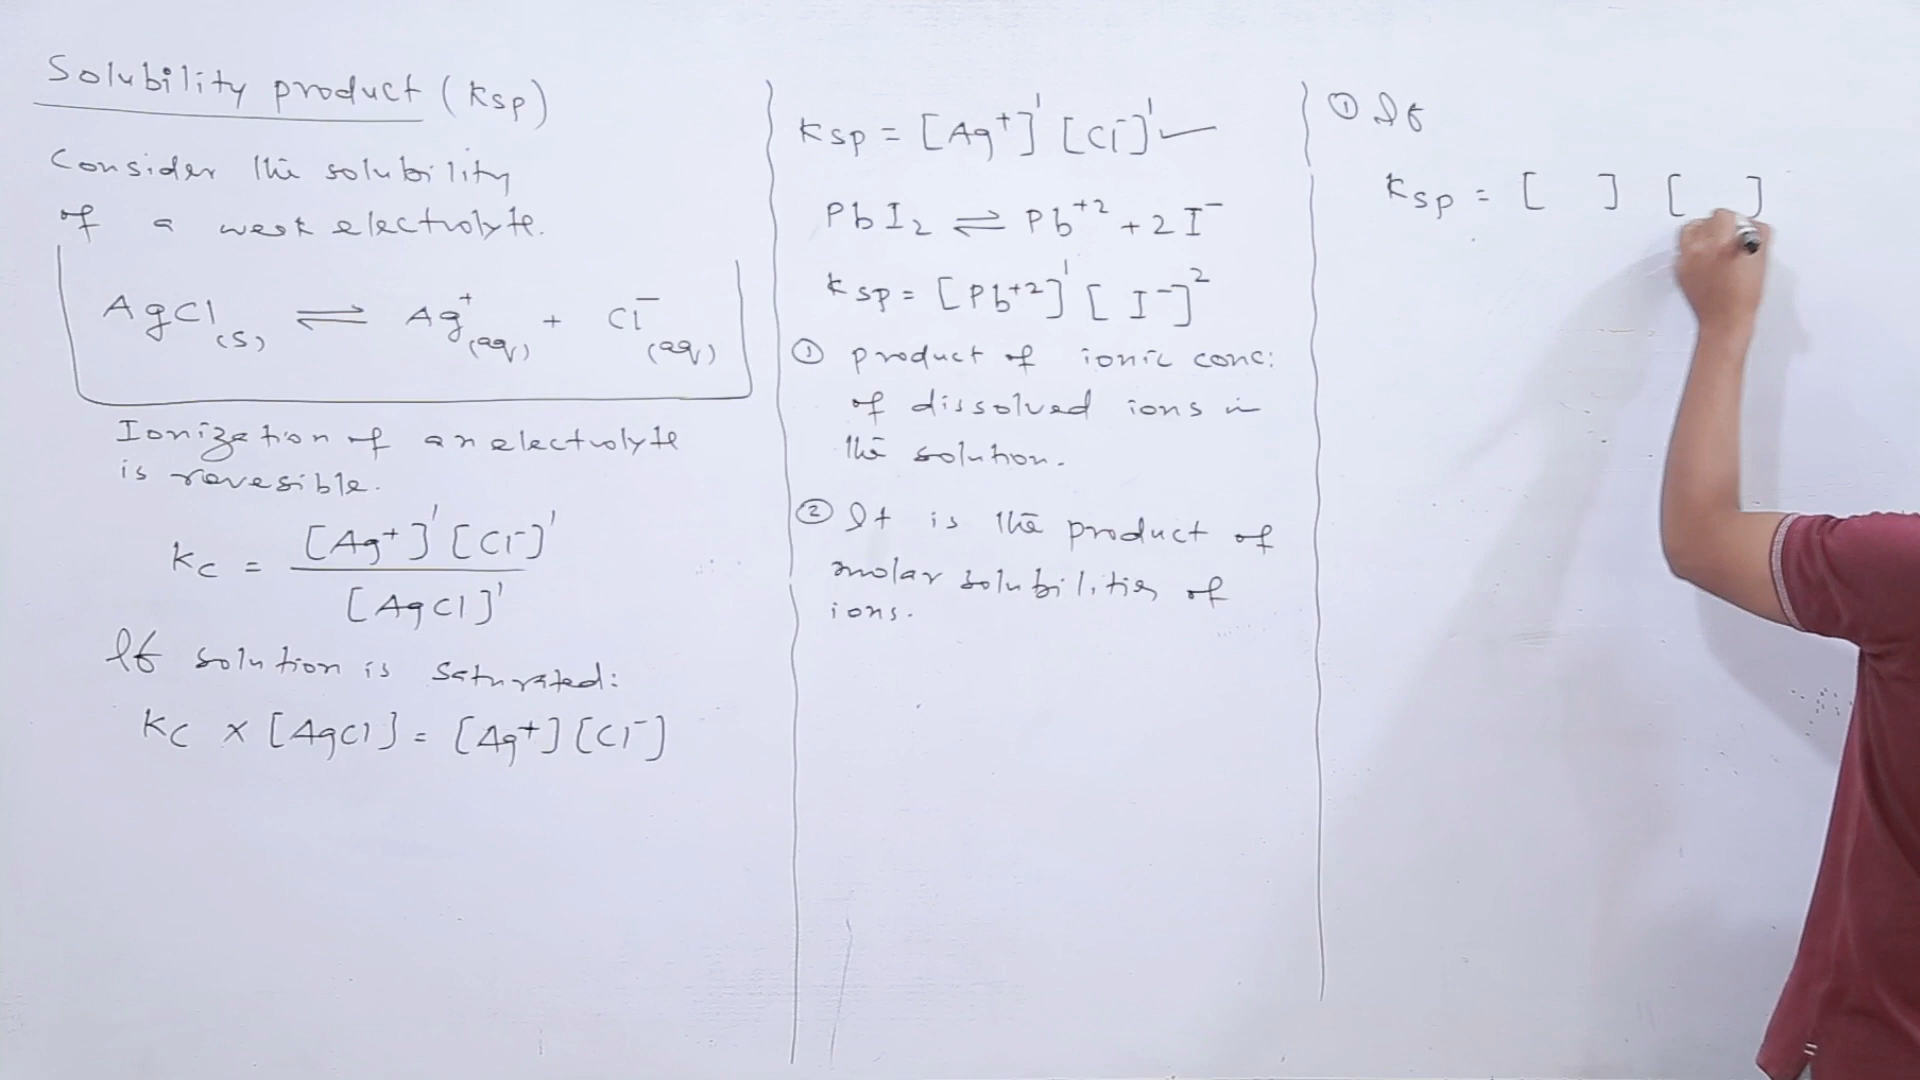 Solubility product (Ksp)
Consider the solubility
of a weak electrolyte.
AgCl(s) ⇌ Ag⁺(aq) + Cl⁻(aq)
Ionization of an electrolyte
is revesible.
Kc = [Ag⁺]¹ [Cl⁻]¹
[AgCl]¹
If solution is saturated:
Kc × [AgCl] = [Ag⁺] [Cl⁻]
Ksp = [Ag⁺]¹ [Cl⁻]¹ ✓
PbI₂ ⇌ Pb⁺² + 2I⁻
Ksp = [Pb⁺²]¹ [I⁻]²
① product of ionic conc:
of dissolved ions in
the solution.
② It is the product of
molar solubilities of
ions.
① If
Ksp = [ ] [ ]